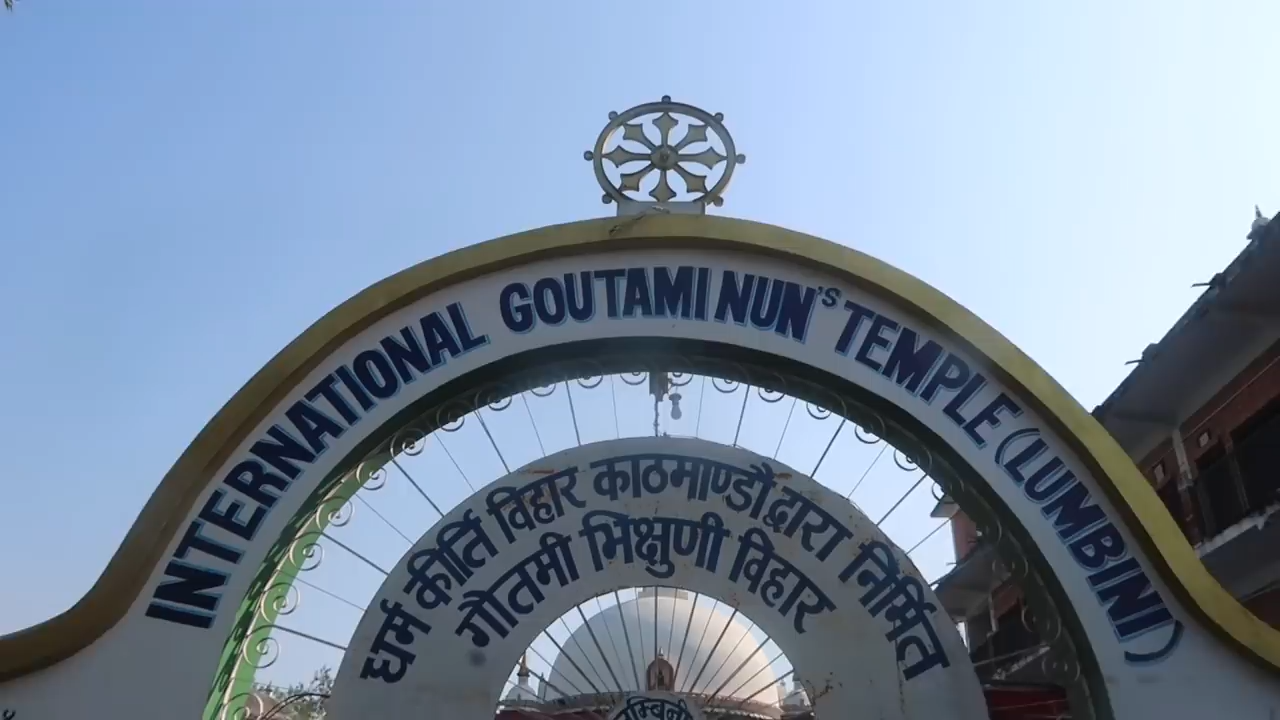 INTERNATIONAL GOUTAMI NUN'S TEMPLE (LUMBINI)
धर्म कीर्ति विहार काठमाण्डौ द्वारा निर्मित
गौतमी भिक्षुणी विहार